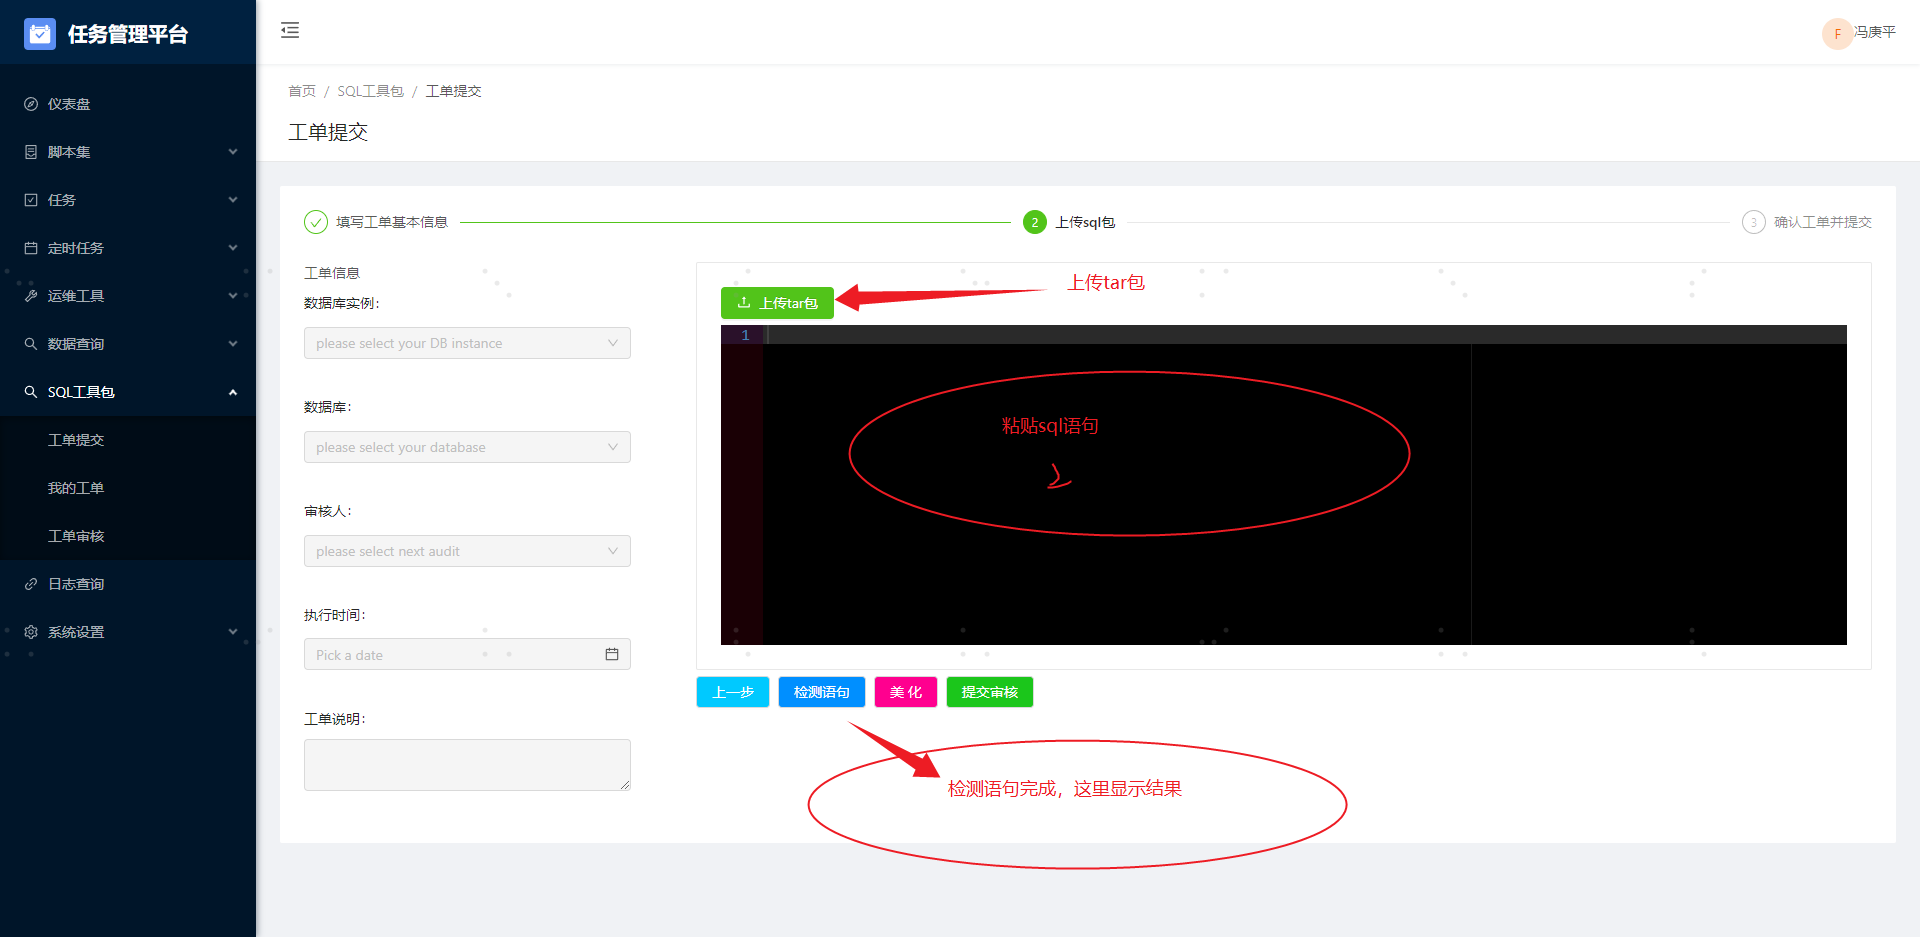 任务管理平台
F 冯庚平
仪表盘
脚本集
任务
定时任务
运维工具
数据查询
SQL工具包
工单提交
我的工单
工单审核
日志查询
系统设置
首页 / SQL工具包 / 工单提交
工单提交
填写工单基本信息
2 上传sql包
3 确认工单并提交
工单信息
数据库实例：
please select your DB instance
数据库：
please select your database
审核人：
please select next audit
执行时间：
Pick a date
工单说明：
上传tar包
上传tar包
1
粘贴sql语句
上一步 检测语句 美 化 提交审核
检测语句完成，这里显示结果